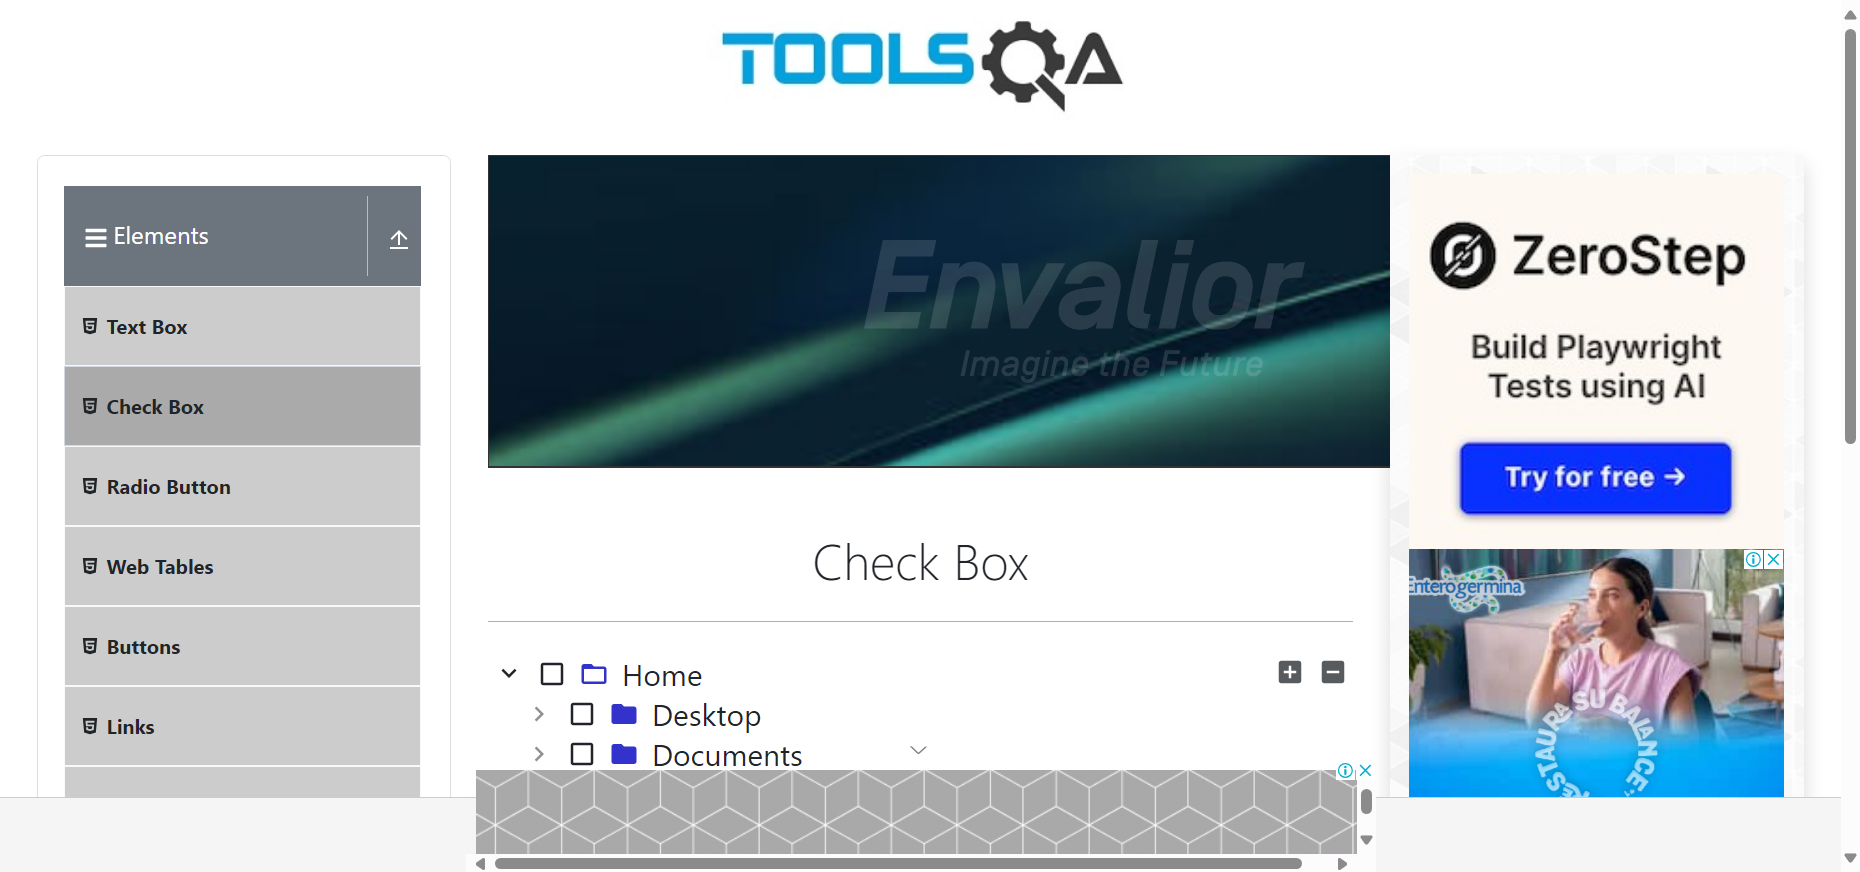 TOOLSQA
Elements
Text Box
Check Box
Radio Button
Web Tables
Buttons
Links
Envalior
Imagine the Future
Check Box
Home
Desktop
Documents
ZeroStep
Build Playwright
Tests using AI
Try for free →
Enterogermina
RESTAURA SU BALANCE